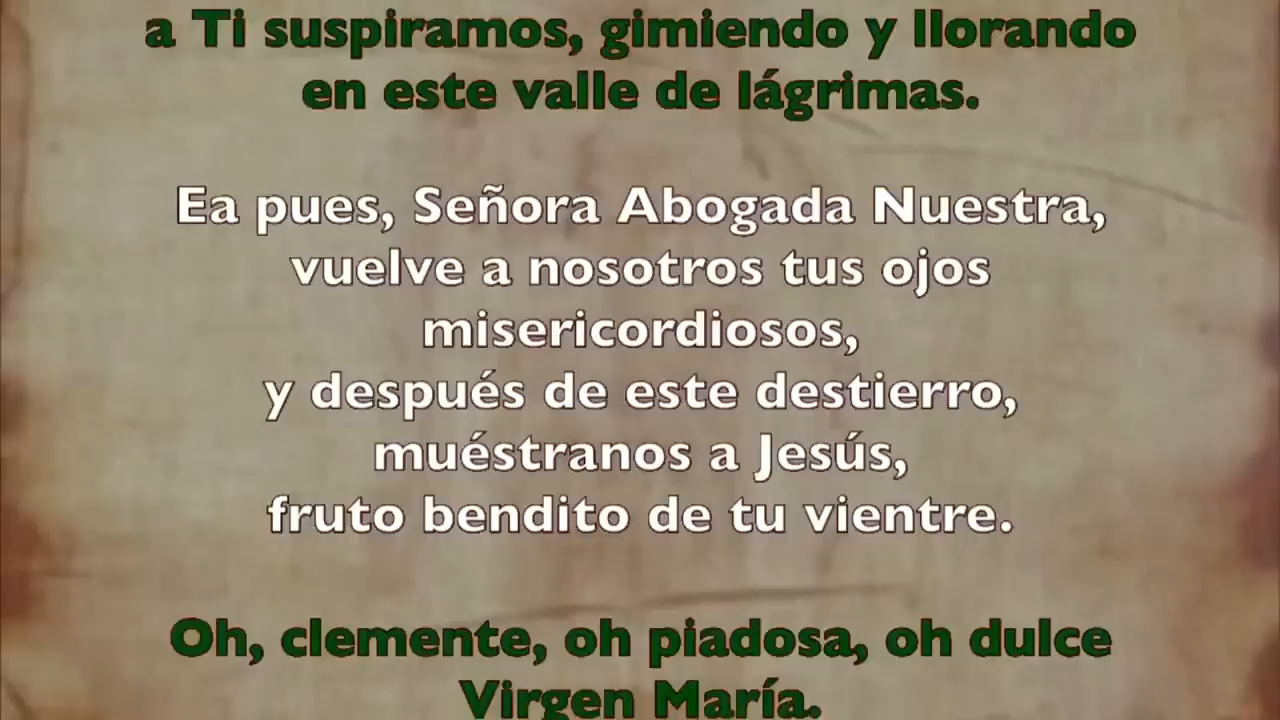 a Ti suspiramos, gimiendo y llorando
en este valle de lágrimas.
Ea pues, Señora Abogada Nuestra,
vuelve a nosotros tus ojos
misericordiosos,
y después de este destierro,
muéstranos a Jesús,
fruto bendito de tu vientre.
Oh, clemente, oh piadosa, oh dulce
Virgen María.